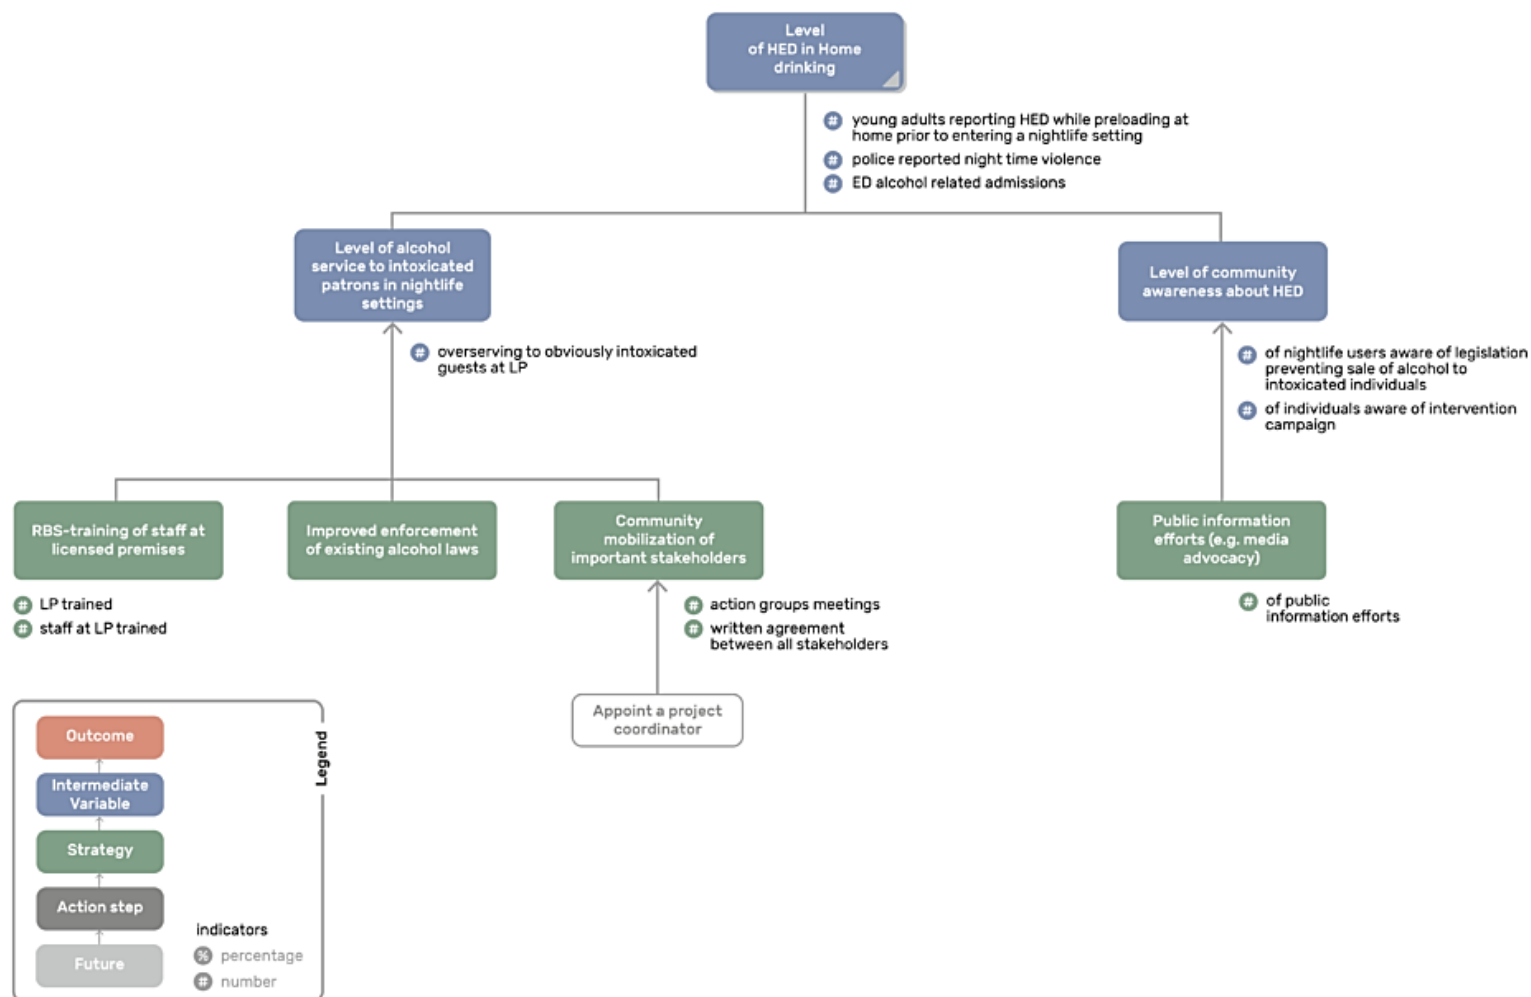 Level
of HED in Home
drinking
# young adults reporting HED while preloading at
home prior to entering a nightlife setting
# police reported night time violence
# ED alcohol related admissions
Level of alcohol
service to intoxicated
patrons in nightlife
settings
Level of community
awareness about HED
# overserving to obviously intoxicated
guests at LP
# of nightlife users aware of legislation
preventing sale of alcohol to
intoxicated individuals
# of individuals aware of intervention
campaign
RBS-training of staff at
licensed premises
Improved enforcement
of existing alcohol laws
Community
mobilization of
important stakeholders
Public information
efforts (e.g. media
advocacy)
# LP trained
# staff at LP trained
# action groups meetings
# written agreement
between all stakeholders
# of public
information efforts
Appoint a project
coordinator
Legend
Outcome
Intermediate
Variable
Strategy
Action step
Future
indicators
% percentage
# number